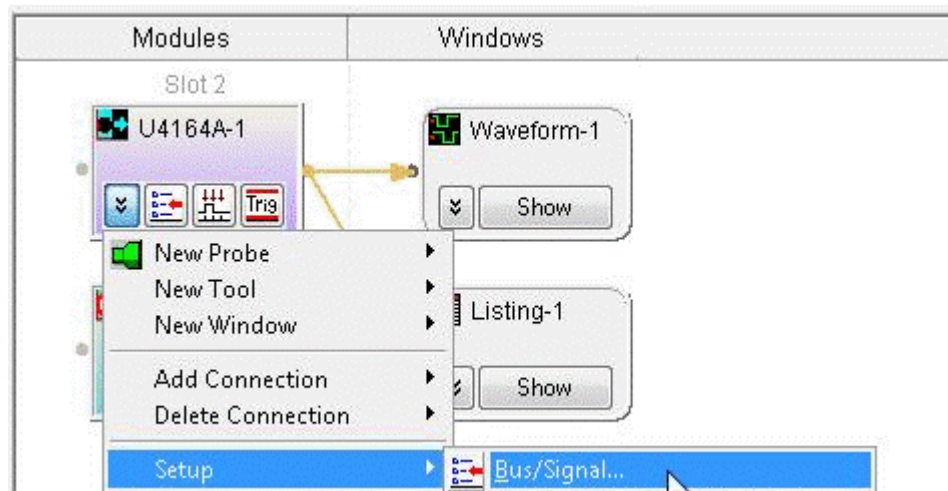 Modules Windows
Slot 2
U4164A-1 Waveform-1
Trig Show
New Probe
New Tool
New Window Listing-1
Add Connection Show
Delete Connection
Setup Bus/Signal...